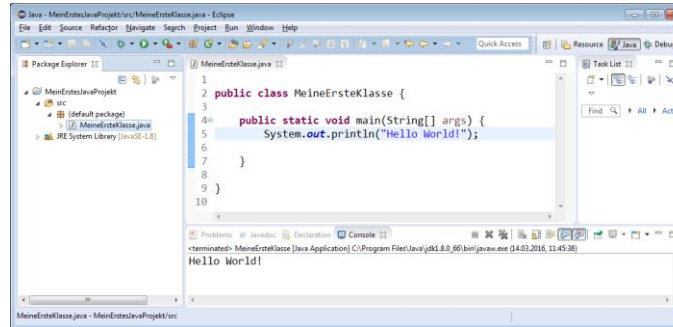 Java - MeinErstesJavaProjekt/src/MeineErsteKlasse.java - Eclipse
File Edit Source Refactor Navigate Search Project Run Window Help
Quick Access Resource Java Debu
Package Explorer
MeinErstesJavaProjekt
src
(default package)
MeineErsteKlasse.java
JRE System Library [JavaSE-1.8]
MeineErsteKlasse.java
1
2 public class MeineErsteKlasse {
3
4 public static void main(String[] args) {
5 System.out.println("Hello World!");
6
7 }
8
9 }
10
Task List
Find All Act
Problems Javadoc Declaration Console
<terminated> MeineErsteKlasse [Java Application] C:\Program Files\Java\jdk1.8.0_66\bin\javaw.exe (14.03.2016, 11:45:38)
Hello World!
MeineErsteKlasse.java - MeinErstesJavaProjekt/src